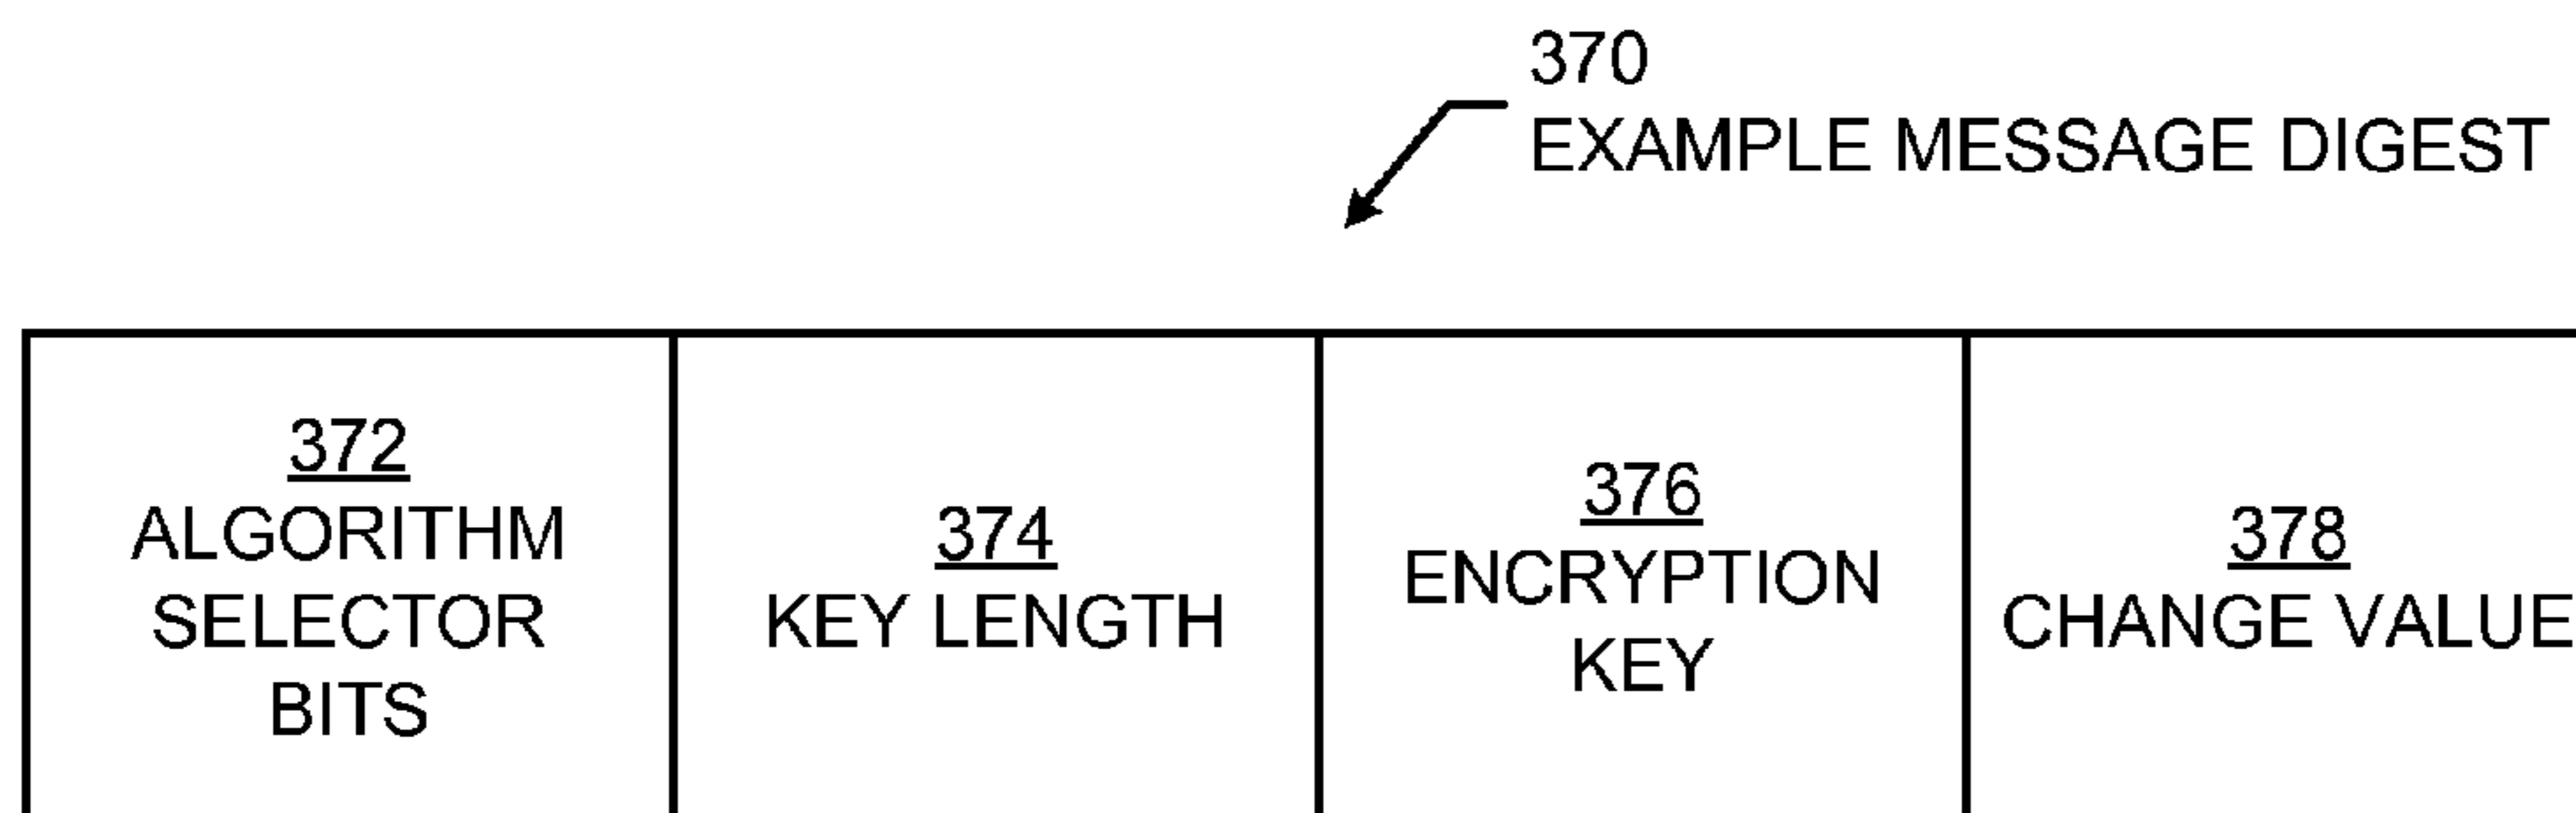 370
EXAMPLE MESSAGE DIGEST
372
ALGORITHM
SELECTOR
BITS
374
KEY LENGTH
376
ENCRYPTION
KEY
378
CHANGE VALUE